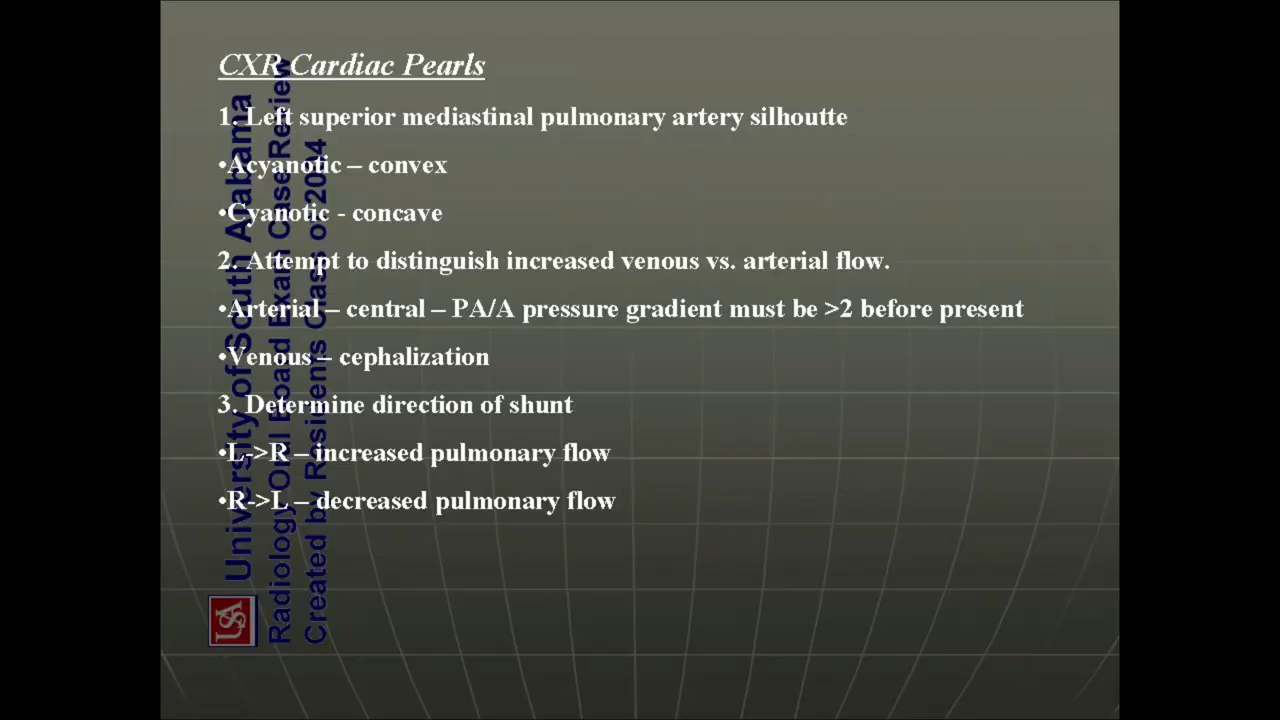 CXR Cardiac Pearls
1. Left superior mediastinal pulmonary artery silhoutte
•Acyanotic – convex
•Cyanotic - concave
2. Attempt to distinguish increased venous vs. arterial flow.
•Arterial – central – PA/A pressure gradient must be >2 before present
•Venous – cephalization
3. Determine direction of shunt
•L->R – increased pulmonary flow
•R->L – decreased pulmonary flow
University of South Alabama
Radiology Oral Board Exam Case Review
Created by Residents Class of 2004
USA